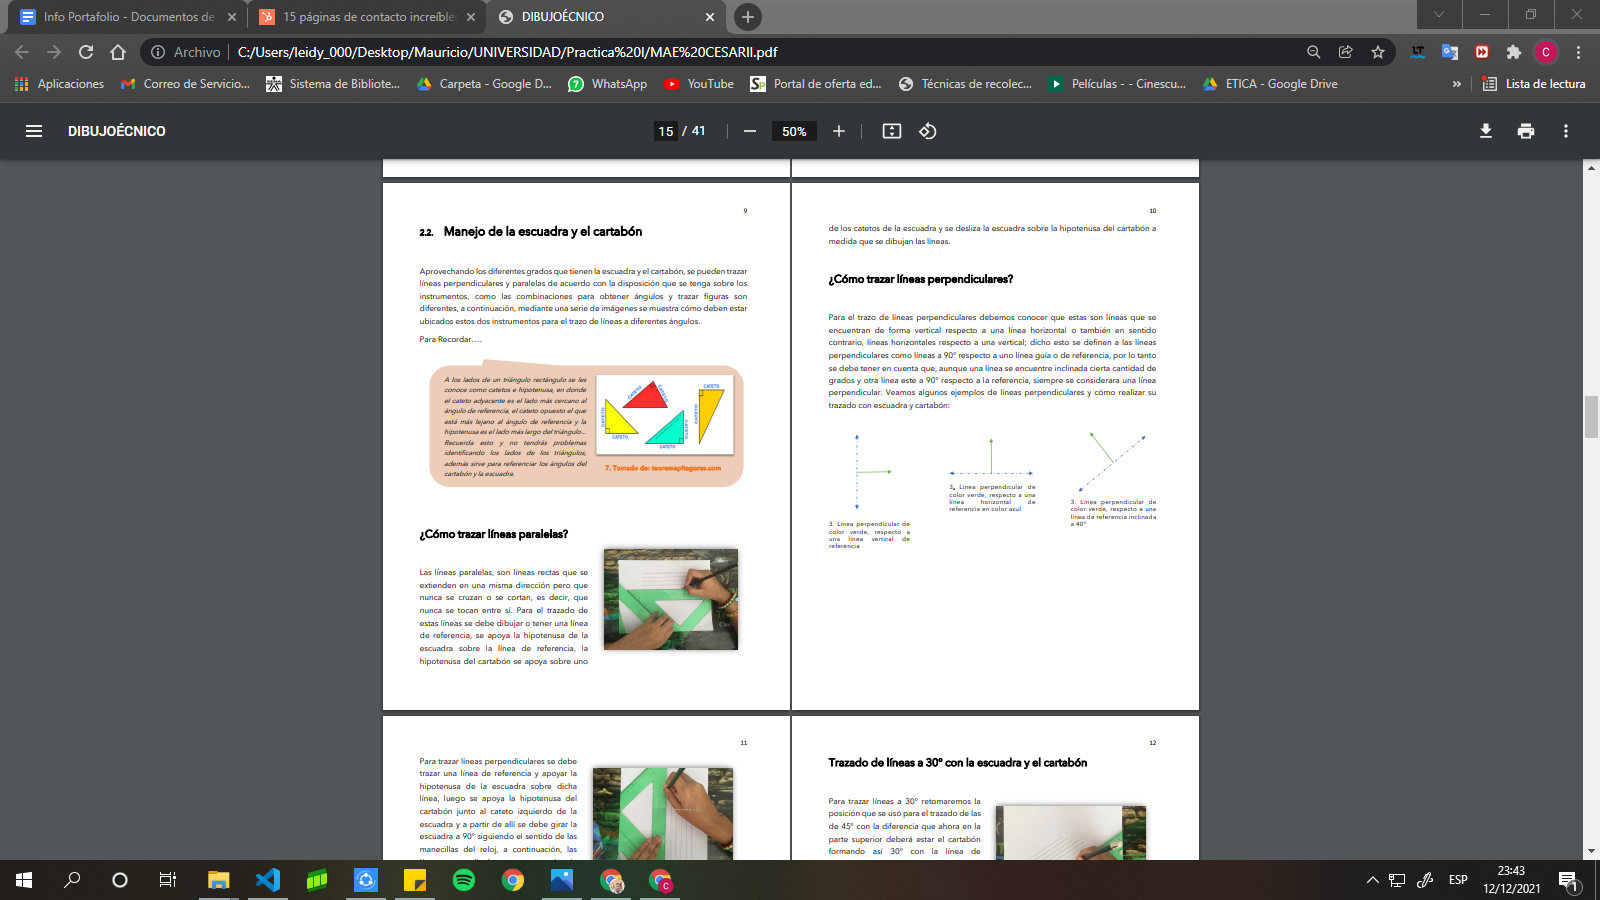 Info Portafolio - Documentos de
15 páginas de contacto increíbles
DIBUJOÉCNICO
Archivo
C:/Users/leidy_000/Desktop/Mauricio/UNIVERSIDAD/Practica%20I/MAE%20CESARII.pdf
Aplicaciones
Correo de Servicio...
Sistema de Bibliote...
Carpeta - Google D...
WhatsApp
YouTube
Portal de oferta ed...
Técnicas de recolec...
Películas - - Cinescu...
ETICA - Google Drive
»
Lista de lectura
DIBUJOÉCNICO
15 / 41
50%
9
2.2. Manejo de la escuadra y el cartabón
Aprovechando los diferentes grados que tienen la escuadra y el cartabón, se pueden trazar
líneas perpendiculares y paralelas de acuerdo con la disposición que se tenga sobre los
instrumentos, como las combinaciones para obtener ángulos y trazar figuras son
diferentes, a continuación, mediante una serie de imágenes se muestra cómo deben estar
ubicados estos dos instrumentos para el trazo de líneas a diferentes ángulos.
Para Recordar....
A los lados de un triángulo rectángulo se les
conoce como catetos e hipotenusa, en donde
el cateto adyacente es el lado más cercano al
ángulo de referencia, el cateto opuesto el que
está más lejano al ángulo de referencia y la
hipotenusa es el lado más largo del triángulo...
Recuerda esto y no tendrás problemas
identificando los lados de los triángulos,
además sirve para referenciar los ángulos del
cartabón y la escuadra.
CATETO
CATETO
CATETO
CATETO
CATETO
CATETO
CATETO
CATETO
7. Tomado de: teoremapitagoras.com
¿Cómo trazar líneas paralelas?
Las líneas paralelas, son líneas rectas que se
extienden en una misma dirección pero que
nunca se cruzan o se cortan, es decir, que
nunca se tocan entre sí. Para el trazado de
estas líneas se debe dibujar o tener una línea
de referencia, se apoya la hipotenusa de la
escuadra sobre la línea de referencia, la
hipotenusa del cartabón se apoya sobre uno
10
de los catetos de la escuadra y se desliza la escuadra sobre la hipotenusa del cartabón a
medida que se dibujan las líneas.
¿Cómo trazar líneas perpendiculares?
Para el trazo de líneas perpendiculares debemos conocer que estas son líneas que se
encuentran de forma vertical respecto a una línea horizontal o también en sentido
contrario, líneas horizontales respecto a una vertical; dicho esto se definen a las líneas
perpendiculares como líneas a 90° respecto a uno línea guía o de referencia, por lo tanto
se debe tener en cuenta que, aunque una línea se encuentre inclinada cierta cantidad de
grados y otra línea este a 90° respecto a la referencia, siempre se considerara una línea
perpendicular. Veamos algunos ejemplos de líneas perpendiculares y cómo realizar su
trazado con escuadra y cartabón:
3. Línea perpendicular de
color verde, respecto a
una línea vertical de
referencia
3. Línea perpendicular de
color verde, respecto a una
línea horizontal de
referencia en color azul
3. Línea perpendicular de
color verde, respecto a una
línea de referencia inclinada
a 40°
11
Para trazar líneas perpendiculares se debe
trazar una línea de referencia y apoyar la
hipotenusa de la escuadra sobre dicha
línea, luego se apoya la hipotenusa del
cartabón junto al cateto izquierdo de la
escuadra y a partir de allí se debe girar la
escuadra a 90° siguiendo el sentido de las
manecillas del reloj, a continuación, las
12
Trazado de líneas a 30° con la escuadra y el cartabón
Para trazar líneas a 30° retomaremos la
posición que se usó para el trazado de las
de 45° con la diferencia que ahora en la
parte superior deberá estar el cartabón
formando así 30° con la línea de
ESP
23:43
12/12/2021
1